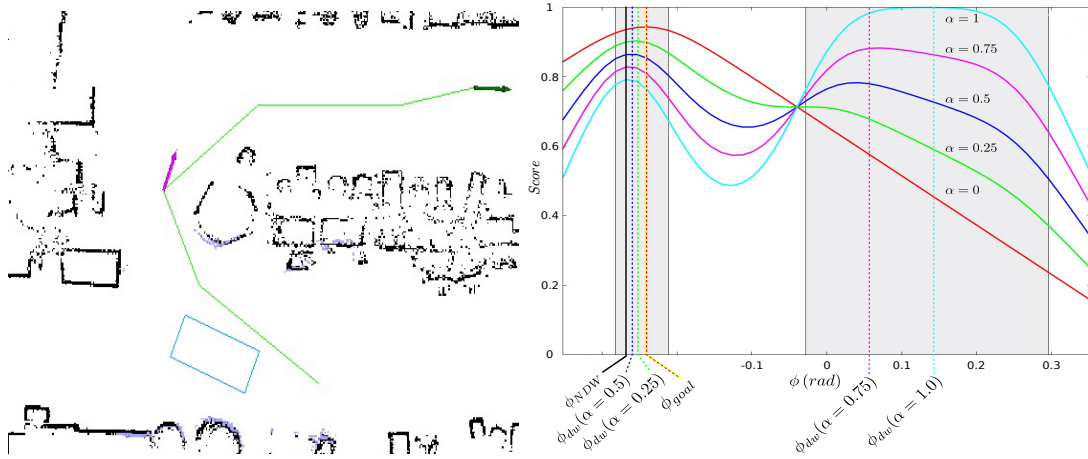 1
0.8
0.6
0.4
0.2
0
Score
α = 1
α = 0.75
α = 0.5
α = 0.25
α = 0
-0.1
0
0.1
0.2
0.3
ϕ (rad)
ϕ_NDW
ϕ_dw(α = 0.5)
ϕ_dw(α = 0.25)
ϕ_goal
ϕ_dw(α = 0.75)
ϕ_dw(α = 1.0)